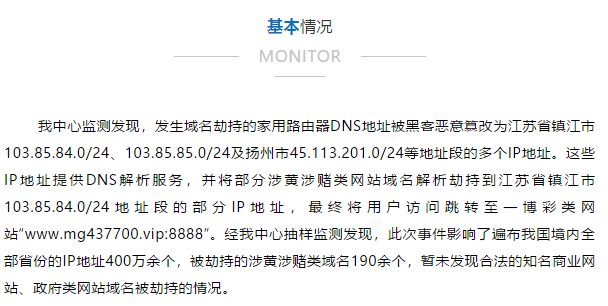 基本情况
MONITOR
我中心监测发现，发生域名劫持的家用路由器DNS地址被黑客恶意篡改为江苏省镇江市
103.85.84.0/24、103.85.85.0/24及扬州市45.113.201.0/24等地址段的多个IP地址。这些
IP地址提供DNS解析服务，并将部分涉黄涉赌类网站域名解析劫持到江苏省镇江市
103.85.84.0/24地址段的部分IP地址，最终将用户访问跳转至一博彩类网
站“www.mg437700.vip:8888”。经我中心抽样监测发现，此次事件影响了遍布我国境内全
部省份的IP地址400万余个，被劫持的涉黄涉赌类域名190余个，暂未发现合法的知名商业网
站、政府类网站域名被劫持的情况。